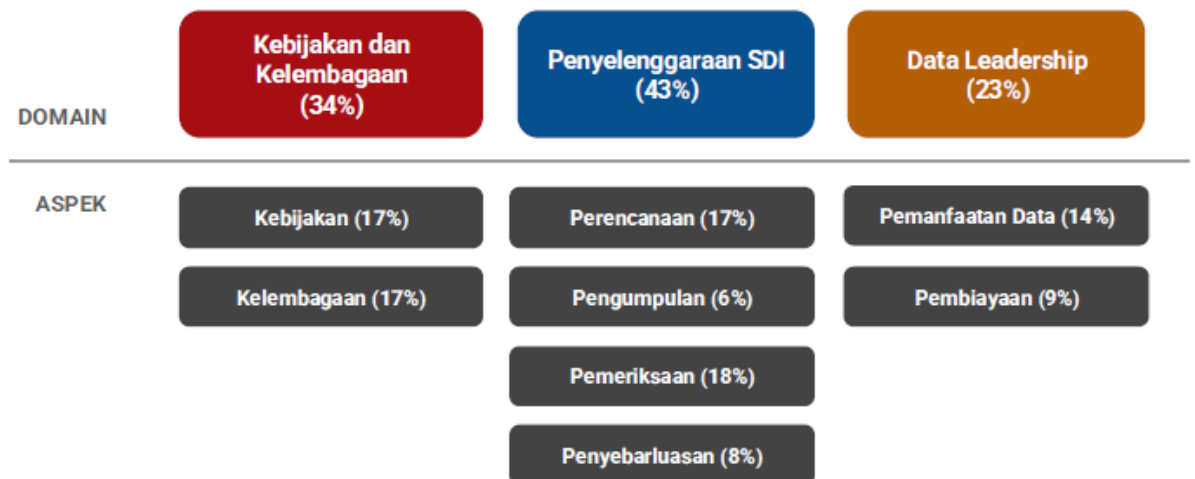 DOMAIN
Kebijakan dan
Kelembagaan
(34%)
Penyelenggaraan SDI
(43%)
Data Leadership
(23%)
ASPEK
Kebijakan (17%)
Perencanaan (17%)
Pemanfaatan Data (14%)
Kelembagaan (17%)
Pengumpulan (6%)
Pembiayaan (9%)
Pemeriksaan (18%)
Penyebarluasan (8%)